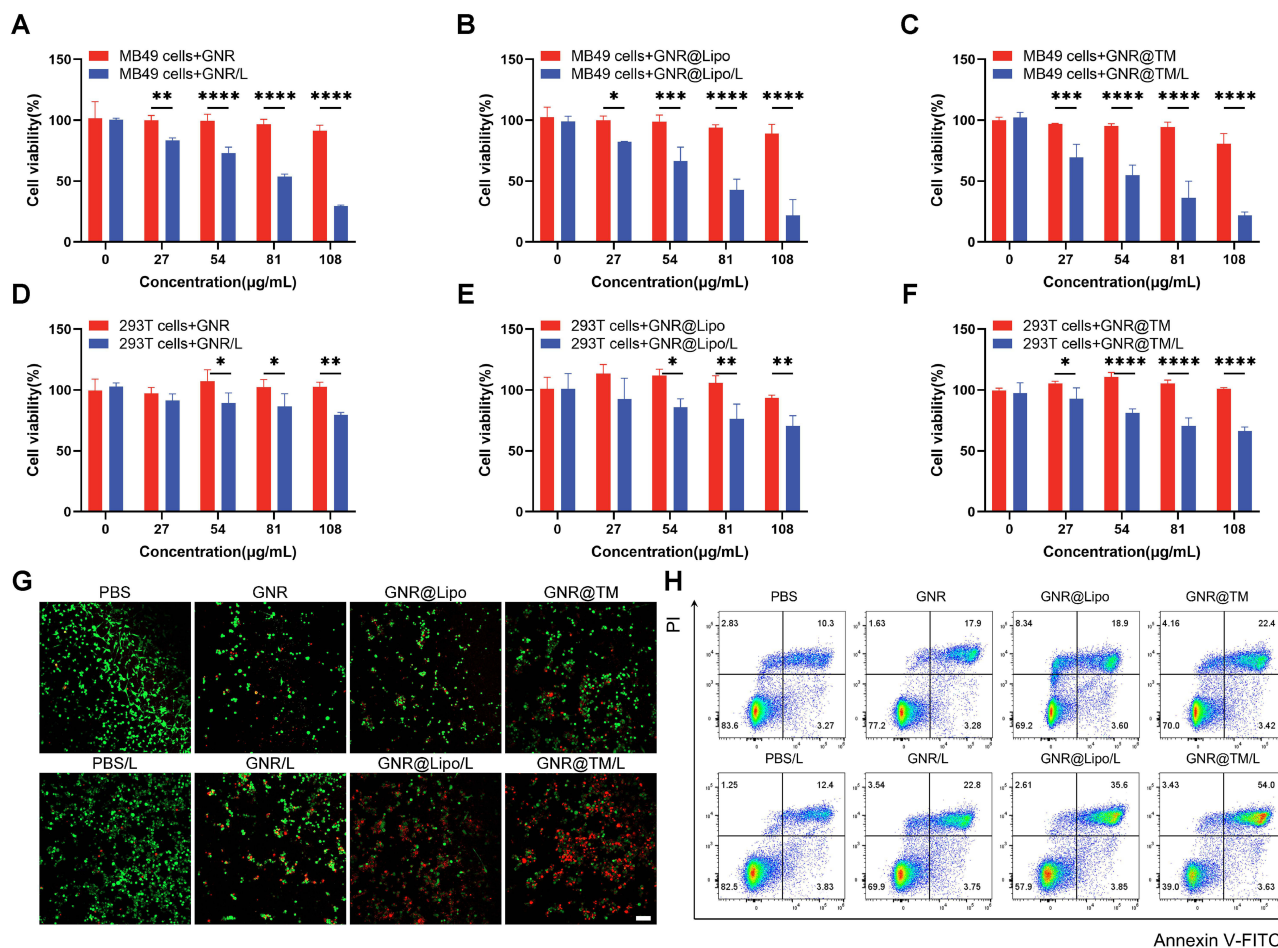 A
MB49 cells+GNR
MB49 cells+GNR/L
Cell viability(%)
150
100
50
0
** **** **** ****
0 27 54 81 108
Concentration(μg/mL)
B
MB49 cells+GNR@Lipo
MB49 cells+GNR@Lipo/L
Cell viability(%)
150
100
50
0
* *** **** ****
0 27 54 81 108
Concentration(μg/mL)
C
MB49 cells+GNR@TM
MB49 cells+GNR@TM/L
Cell viability(%)
150
100
50
0
*** **** **** ****
0 27 54 81 108
Concentration(μg/mL)
D
293T cells+GNR
293T cells+GNR/L
Cell viability(%)
150
100
50
0
* * **
0 27 54 81 108
Concentration(μg/mL)
E
293T cells+GNR@Lipo
293T cells+GNR@Lipo/L
Cell viability(%)
150
100
50
0
* ** **
0 27 54 81 108
Concentration(μg/mL)
F
293T cells+GNR@TM
293T cells+GNR@TM/L
Cell viability(%)
150
100
50
0
* **** **** ****
0 27 54 81 108
Concentration(μg/mL)
G
PBS GNR GNR@Lipo GNR@TM
PBS/L GNR/L GNR@Lipo/L GNR@TM/L
H
PI
PBS GNR GNR@Lipo GNR@TM
2.83 10.3 1.63 17.9 8.34 18.9 4.16 22.4
83.6 3.27 77.2 3.28 69.2 3.60 70.0 3.42
PBS/L GNR/L GNR@Lipo/L GNR@TM/L
1.25 12.4 3.54 22.8 2.61 35.6 3.43 54.0
82.5 3.83 69.9 3.75 57.9 3.85 39.0 3.63
Annexin V-FITC